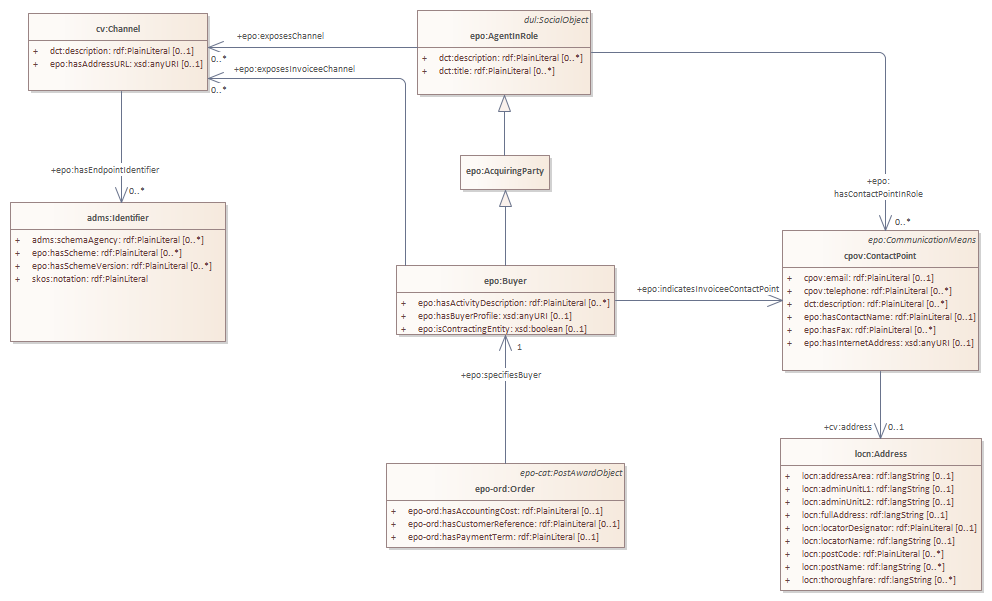 cv:Channel
+ dct:description: rdf:PlainLiteral [0..1]
+ epo:hasAddressURL: xsd:anyURI [0..1]
+epo:exposesChannel
0..*
+epo:exposesInvoiceeChannel
0..*
dul:SocialObject
epo:AgentInRole
+ dct:description: rdf:PlainLiteral [0..*]
+ dct:title: rdf:PlainLiteral [0..*]
+epo:hasEndpointIdentifier
0..*
epo:AcquiringParty
+epo:
hasContactPointInRole
0..*
adms:Identifier
+ adms:schemaAgency: rdf:PlainLiteral [0..*]
+ epo:hasScheme: rdf:PlainLiteral [0..*]
+ epo:hasSchemeVersion: rdf:PlainLiteral [0..*]
+ skos:notation: rdf:PlainLiteral
epo:Buyer
+ epo:hasActivityDescription: rdf:PlainLiteral [0..*]
+ epo:hasBuyerProfile: xsd:anyURI [0..1]
+ epo:isContractingEntity: xsd:boolean [0..1]
+epo:indicatesInvoiceeContactPoint
epo:CommunicationMeans
cpov:ContactPoint
+ cpov:email: rdf:PlainLiteral [0..1]
+ cpov:telephone: rdf:PlainLiteral [0..*]
+ dct:description: rdf:PlainLiteral [0..*]
+ epo:hasContactName: rdf:PlainLiteral [0..1]
+ epo:hasFax: rdf:PlainLiteral [0..*]
+ epo:hasInternetAddress: xsd:anyURI [0..1]
1
+epo:specifiesBuyer
+cv:address
0..1
epo-cat:PostAwardObject
epo-ord:Order
+ epo-ord:hasAccountingCost: rdf:PlainLiteral [0..1]
+ epo-ord:hasCustomerReference: rdf:PlainLiteral [0..1]
+ epo-ord:hasPaymentTerm: rdf:PlainLiteral [0..1]
locn:Address
+ locn:addressArea: rdf:langString [0..1]
+ locn:adminUnitL1: rdf:langString [0..1]
+ locn:adminUnitL2: rdf:langString [0..1]
+ locn:fullAddress: rdf:langString [0..1]
+ locn:locatorDesignator: rdf:PlainLiteral [0..1]
+ locn:locatorName: rdf:langString [0..1]
+ locn:postCode: rdf:PlainLiteral [0..*]
+ locn:postName: rdf:langString [0..*]
+ locn:thoroughfare: rdf:langString [0..*]